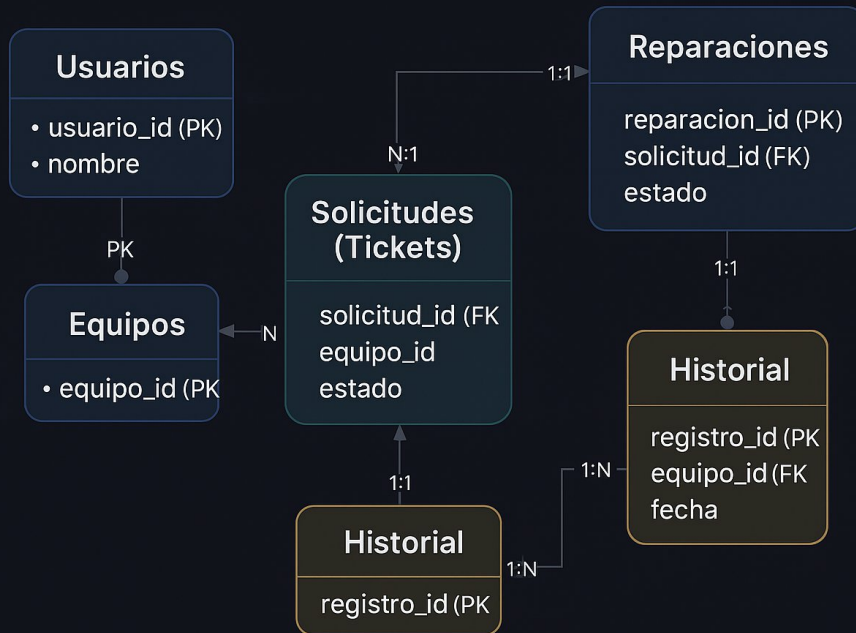 Usuarios
• usuario_id (PK)
• nombre
PK
Equipos
• equipo_id (PK
N
1:1
N:1
Solicitudes
(Tickets)
solicitud_id (FK
equipo_id
estado
1:1
Historial
registro_id (PK
1:N
1:N
Reparaciones
reparacion_id (PK)
solicitud_id (FK)
estado
1:1
Historial
registro_id (PK
equipo_id (FK
fecha